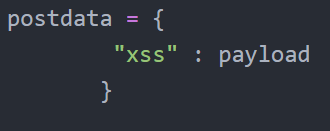 postdata = {
"xss" : payload
}